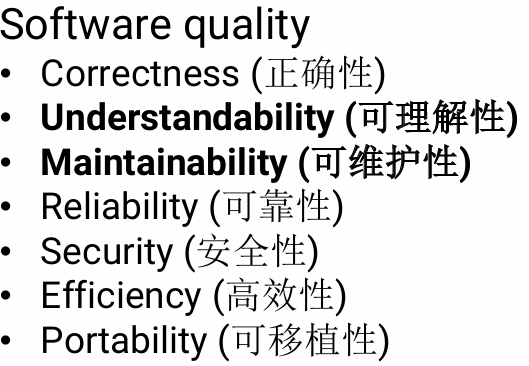 Software quality
• Correctness (正确性)
• Understandability (可理解性)
• Maintainability (可维护性)
• Reliability (可靠性)
• Security (安全性)
• Efficiency (高效性)
• Portability (可移植性)